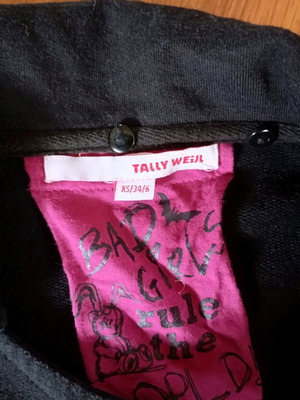 TALLY WEiJL
XS/34/6
BAD
GIRLS
rule
the